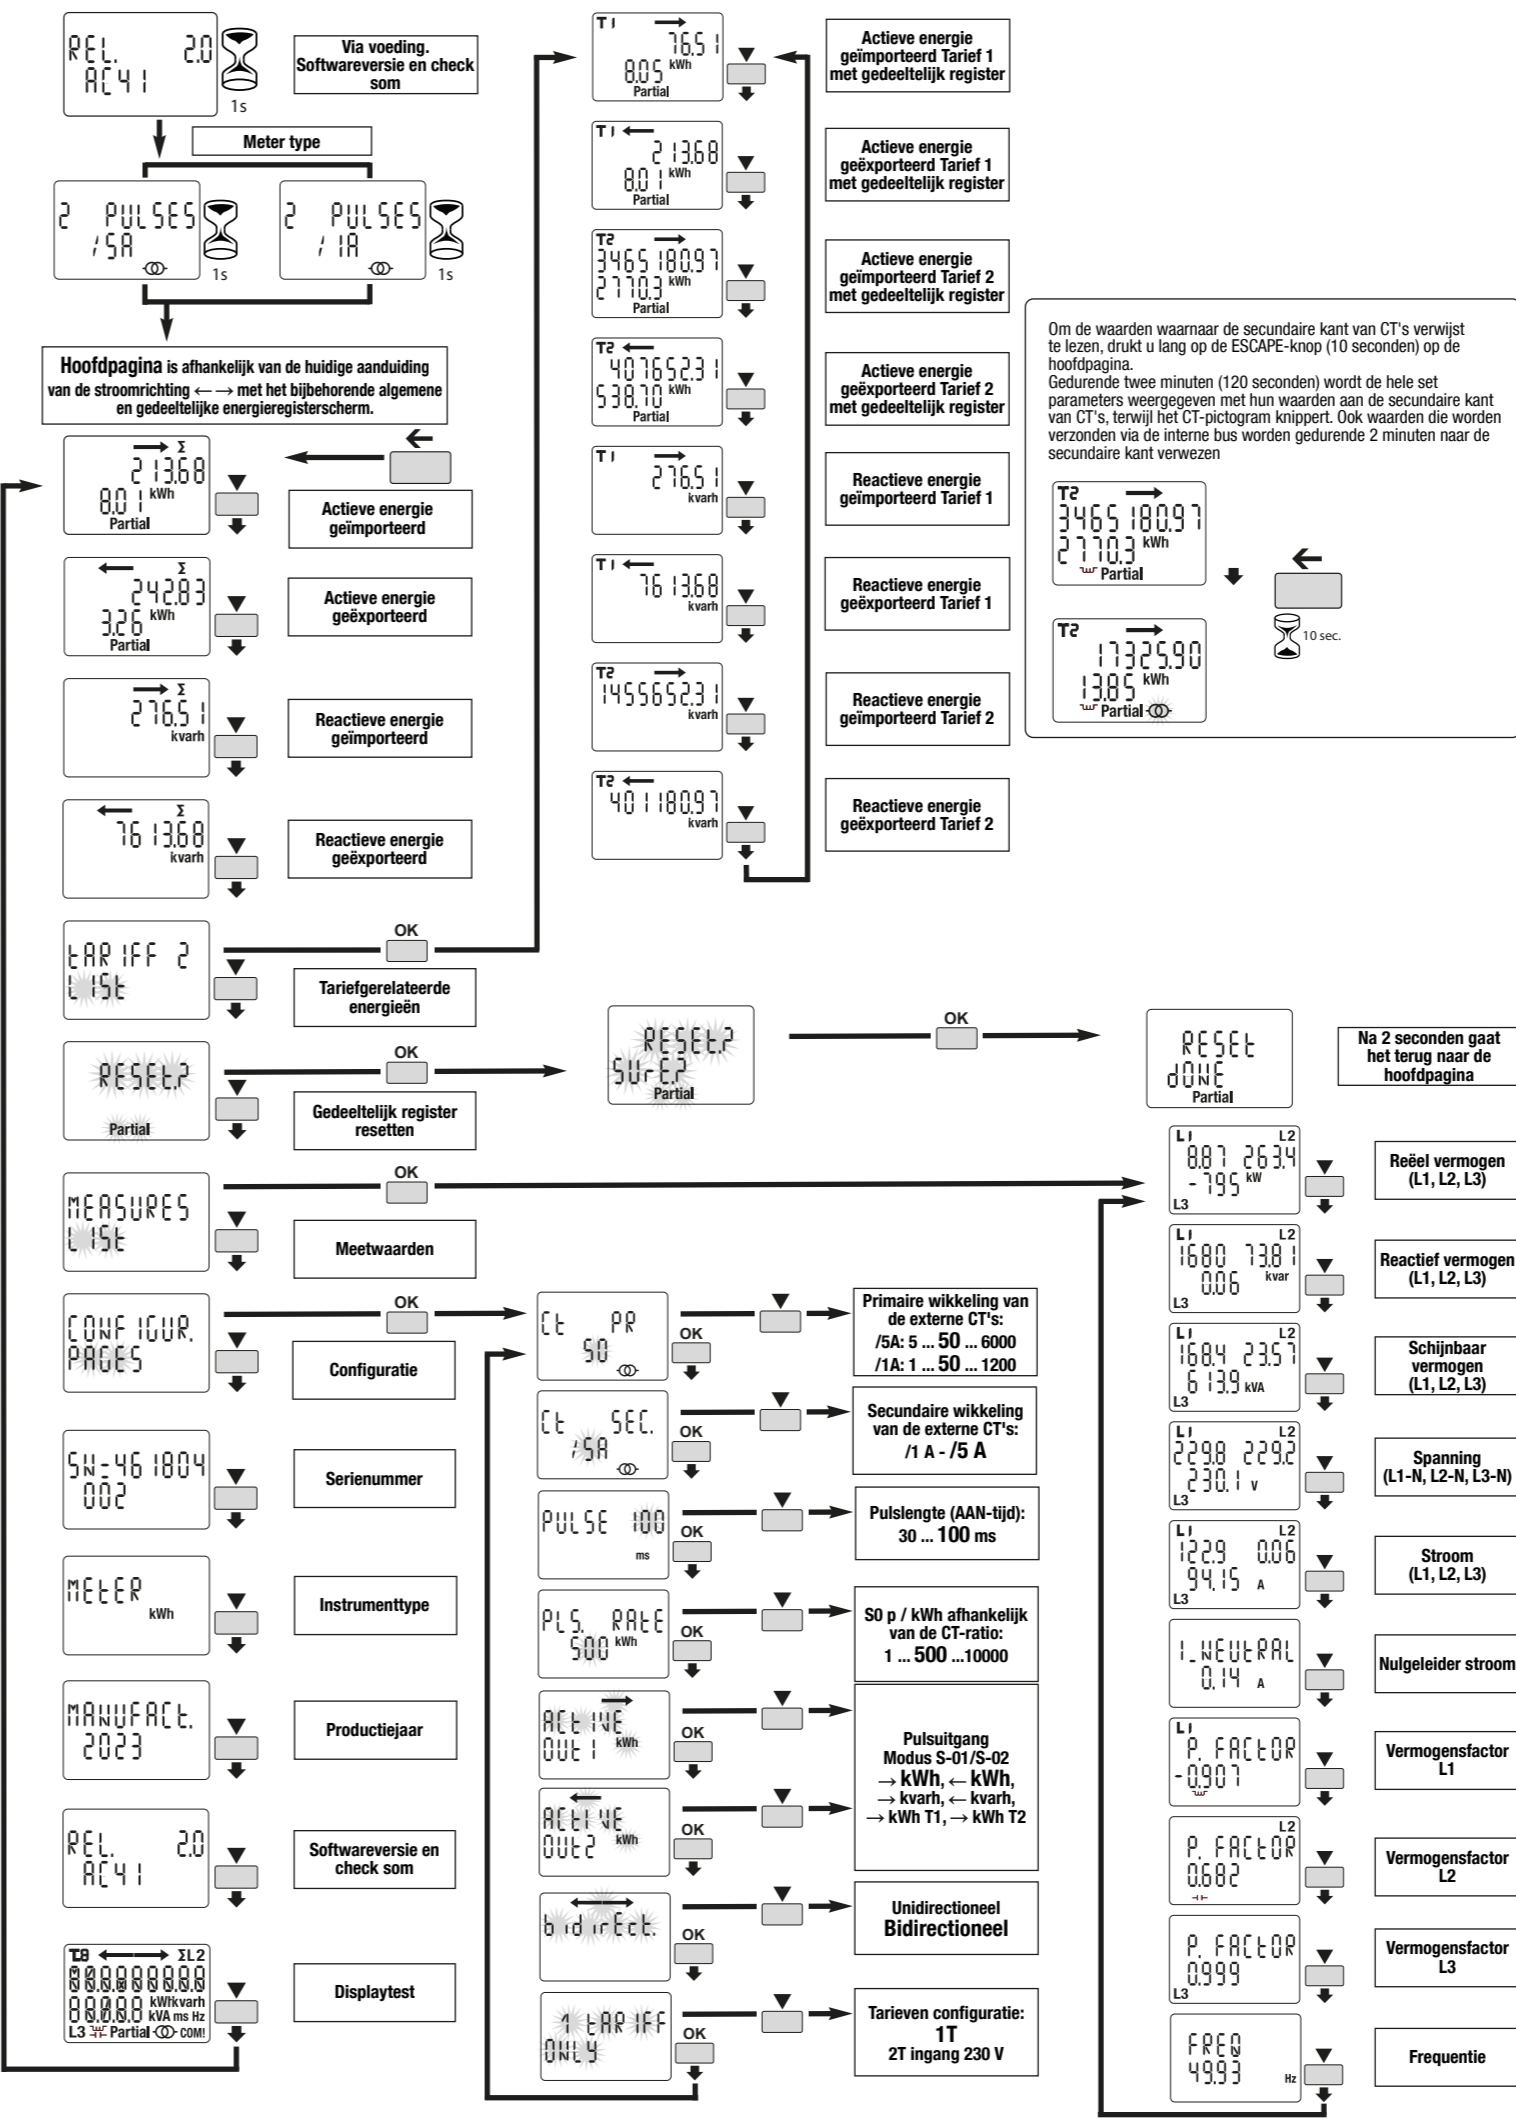 REL. 2.0
AC41
1s
Via voeding.
Softwareversie en check
som
Meter type
2 PULSES
/5A
1s
2 PULSES
/1A
1s
Hoofdpagina is afhankelijk van de huidige aanduiding
van de stroomrichting ←→ met het bijbehorende algemene
en gedeeltelijke energieregisterscherm.
→ Σ
213.68
8.01 kWh
Partial
←
Actieve energie
geïmporteerd
← Σ
242.83
3.26 kWh
Partial
Actieve energie
geëxporteerd
→ Σ
276.51
kvarh
Reactieve energie
geïmporteerd
← Σ
7613.68
kvarh
Reactieve energie
geëxporteerd
tARIFF 2
LISt
OK
Tariefgerelateerde
energieën
RESEt.?
Partial
OK
Gedeeltelijk register
resetten
RESEt.?
SUrE.?
Partial
OK
RESEt
dONE
Partial
Na 2 seconden gaat
het terug naar de
hoofdpagina
MEASURES
LISt
OK
Meetwaarden
CONFIGUR.
PAGES
OK
Configuratie
SN-461804
002
Serienummer
MEtER
kWh
Instrumenttype
MANUFACt.
2023
Productiejaar
REL. 2.0
AC41
Softwareversie en
check som
ΣL2
kWhkvarh
kVA ms Hz
L3 Partial COM!
Displaytest
T1 →
76.51
8.05 kWh
Partial
Actieve energie
geïmporteerd Tarief 1
met gedeeltelijk register
T1 ←
213.68
8.01 kWh
Partial
Actieve energie
geëxporteerd Tarief 1
met gedeeltelijk register
T2 →
3465180.97
2770.3 kWh
Partial
Actieve energie
geïmporteerd Tarief 2
met gedeeltelijk register
T2 ←
407652.31
538.70 kWh
Partial
Actieve energie
geëxporteerd Tarief 2
met gedeeltelijk register
T1 →
276.51
kvarh
Reactieve energie
geïmporteerd Tarief 1
T1 ←
7613.68
kvarh
Reactieve energie
geëxporteerd Tarief 1
T2 →
1455652.31
kvarh
Reactieve energie
geïmporteerd Tarief 2
T2 ←
401180.97
kvarh
Reactieve energie
geëxporteerd Tarief 2
Om de waarden waarnaar de secundaire kant van CT's verwijst
te lezen, drukt u lang op de ESCAPE-knop (10 seconden) op de
hoofdpagina.
Gedurende twee minuten (120 seconden) wordt de hele set
parameters weergegeven met hun waarden aan de secundaire kant
van CT's, terwijl het CT-pictogram knippert. Ook waarden die worden
verzonden via de interne bus worden gedurende 2 minuten naar de
secundaire kant verwezen
T2 →
3465180.97
2770.3 kWh
Partial
←
10 sec.
T2 →
17325.90
13.85 kWh
Partial
Ct PR
50
OK
Primaire wikkeling van
de externe CT's:
/5A: 5 ... 50 ... 6000
/1A: 1 ... 50 ... 1200
Ct SEC.
/5A
OK
Secundaire wikkeling
van de externe CT's:
/1 A - /5 A
PULSE 100
ms
OK
Pulslengte (AAN-tijd):
30 ... 100 ms
PLS. RAtE
500 kWh
OK
S0 p / kWh afhankelijk
van de CT-ratio:
1 ... 500 ...10000
→
ACtIVE
OUt1 kWh
OK
←
ACtIVE
OUt2 kWh
OK
Pulsuitgang
Modus S-01/S-02
→ kWh, ← kWh,
→ kvarh, ← kvarh,
→ kWh T1, → kWh T2
bidirEct.
OK
Unidirectioneel
Bidirectioneel
1 tARIFF
ONLY
OK
Tarieven configuratie:
1T
2T ingang 230 V
L1 L2
8.87 263.4
-795 kW
L3
Reëel vermogen
(L1, L2, L3)
L1 L2
1680 73.81
0.06 kvar
L3
Reactief vermogen
(L1, L2, L3)
L1 L2
168.4 23.57
613.9 kVA
L3
Schijnbaar
vermogen
(L1, L2, L3)
L1 L2
229.8 229.2
230.1 V
L3
Spanning
(L1-N, L2-N, L3-N)
L1 L2
122.9 0.06
94.15 A
L3
Stroom
(L1, L2, L3)
I_NEUtRAL
0.14 A
Nulgeleider stroom
L1
P. FACtOR
-0.907
Vermogensfactor
L1
L2
P. FACtOR
0.682
Vermogensfactor
L2
P. FACtOR
0.999
L3
Vermogensfactor
L3
FREQ
49.93 Hz
Frequentie